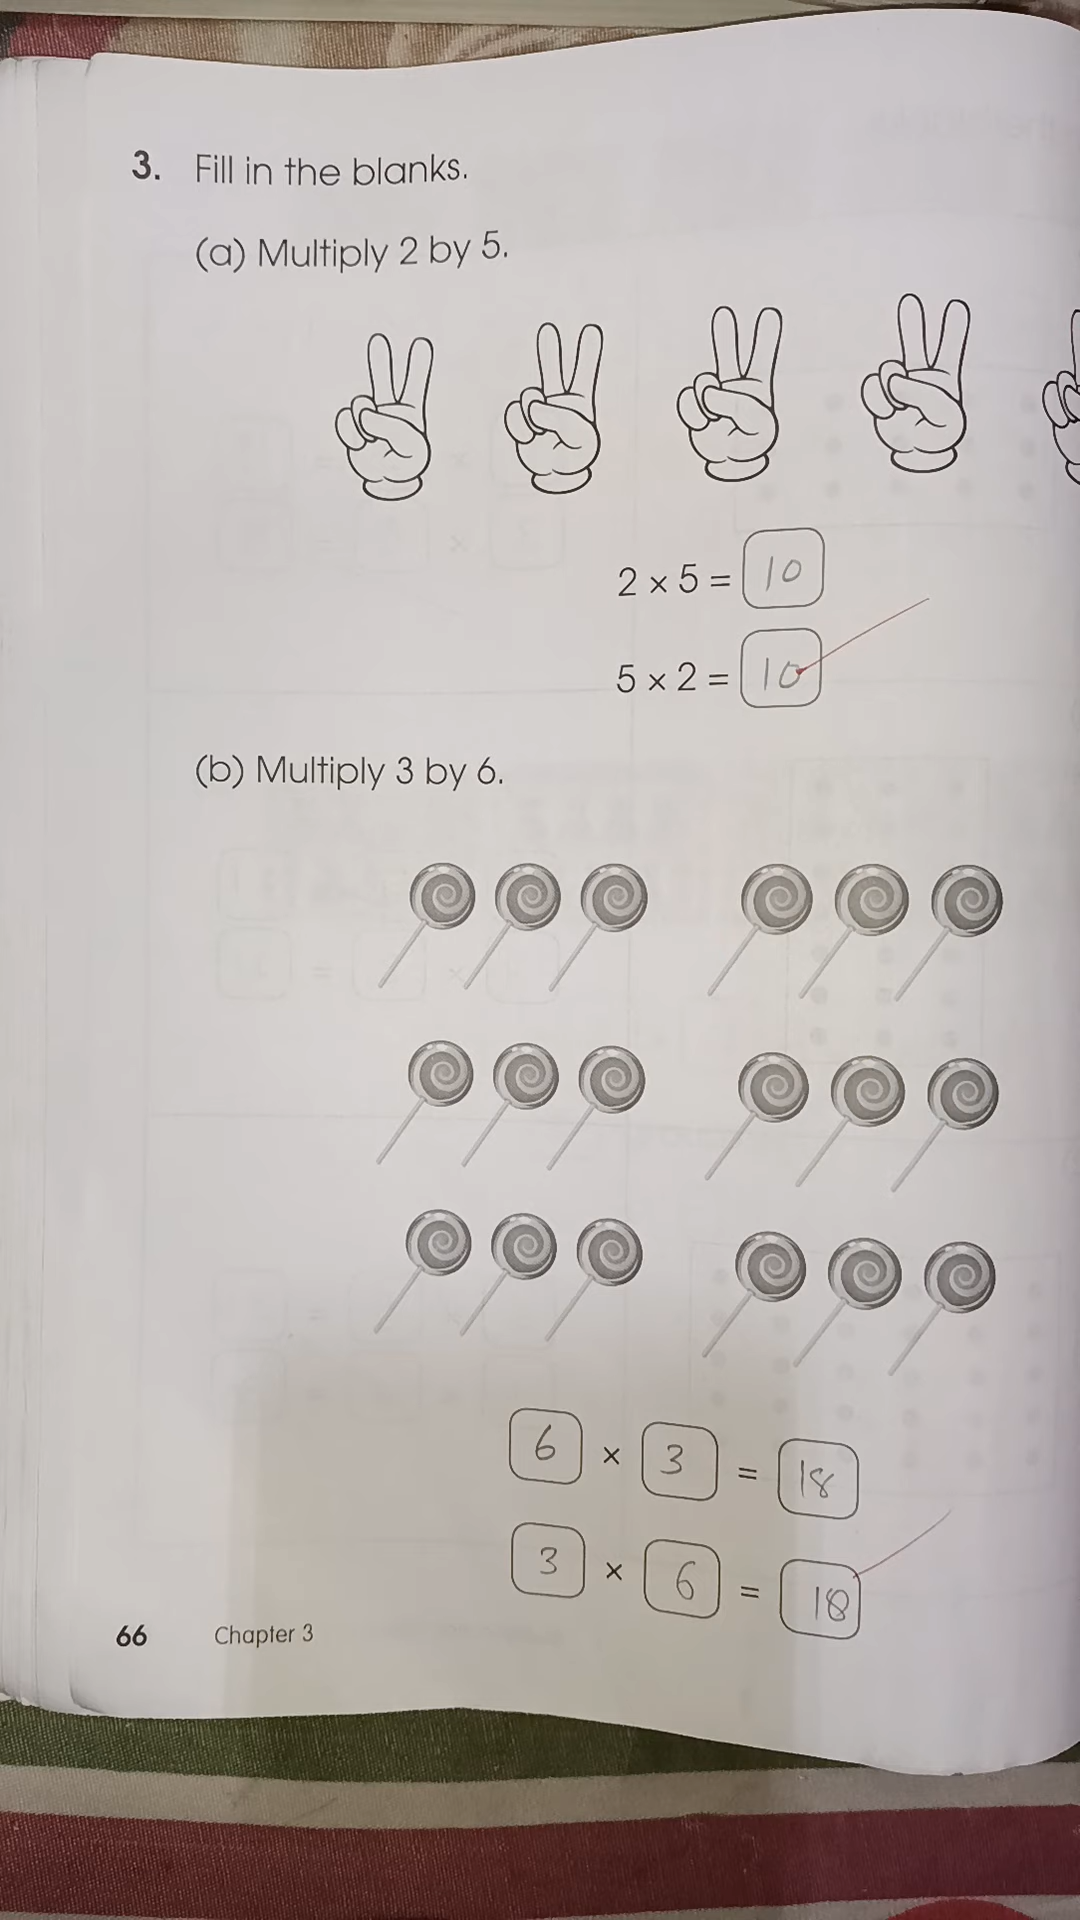 3. Fill in the blanks.
(a) Multiply 2 by 5.
2 × 5 = 10
5 × 2 = 10
(b) Multiply 3 by 6.
6 × 3 = 18
3 × 6 = 18
66 Chapter 3